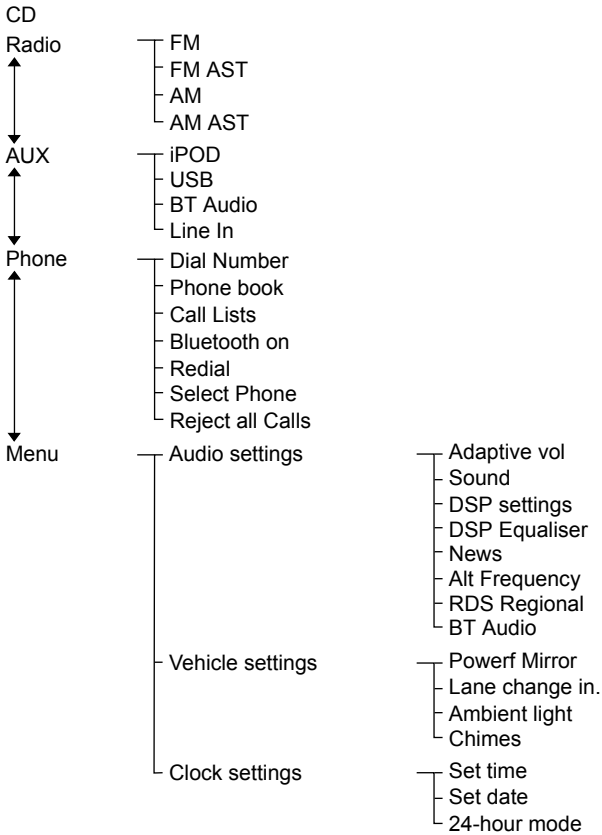 CD
Radio
FM
FM AST
AM
AM AST
AUX
iPOD
USB
BT Audio
Line In
Phone
Dial Number
Phone book
Call Lists
Bluetooth on
Redial
Select Phone
Reject all Calls
Menu
Audio settings
Adaptive vol
Sound
DSP settings
DSP Equaliser
News
Alt Frequency
RDS Regional
BT Audio
Vehicle settings
Powerf Mirror
Lane change in.
Ambient light
Chimes
Clock settings
Set time
Set date
24-hour mode